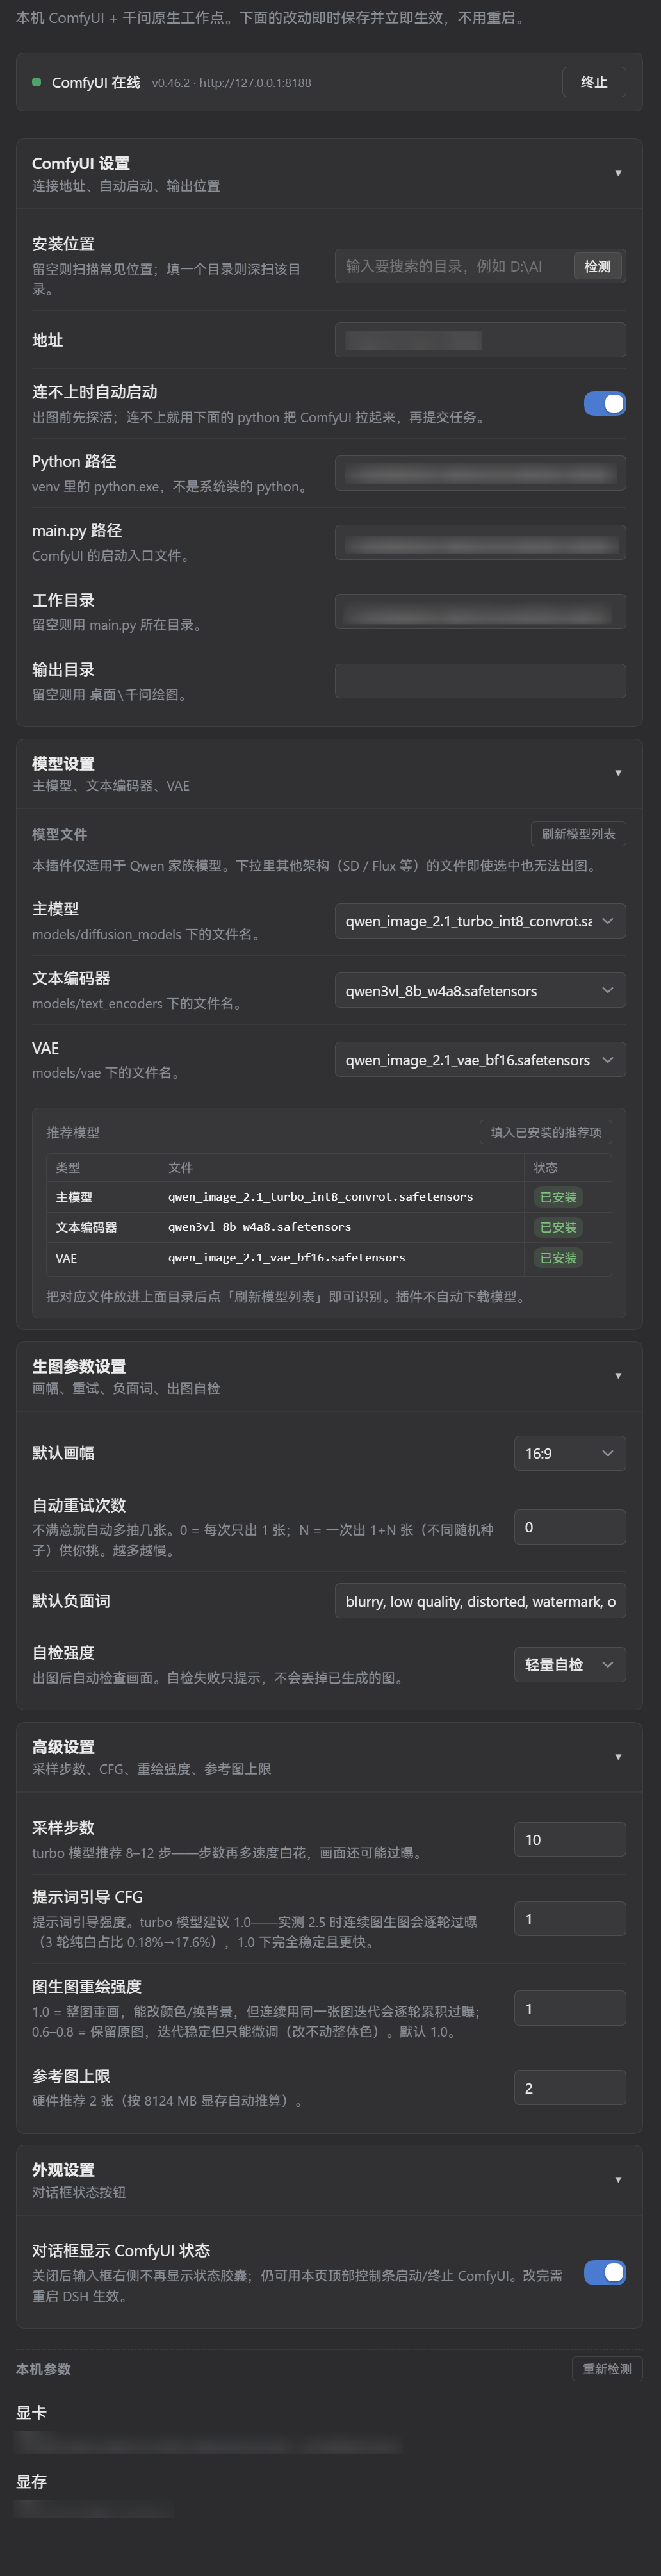 本机 ComfyUI + 千问原生工作点。下面的改动即时保存并立即生效，不用重启。
ComfyUI 在线 v0.46.2 · http://127.0.0.1:8188 终止
ComfyUI 设置
连接地址、自动启动、输出位置
安装位置
留空则扫描常见位置；填一个目录则深扫该目
录。
输入要搜索的目录，例如 D:\AI 检测
地址
连不上时自动启动
出图前先探活；连不上就用下面的 python 把 ComfyUI 拉起来，再提交任务。
Python 路径
venv 里的 python.exe，不是系统装的 python。
main.py 路径
ComfyUI 的启动入口文件。
工作目录
留空则用 main.py 所在目录。
输出目录
留空则用 桌面\千问绘图。
模型设置
主模型、文本编码器、VAE
模型文件 刷新模型列表
本插件仅适用于 Qwen 家族模型。下拉里其他架构（SD / Flux 等）的文件即使选中也无法出图。
主模型
models/diffusion_models 下的文件名。
qwen_image_2.1_turbo_int8_convrot.sa
文本编码器
models/text_encoders 下的文件名。
qwen3vl_8b_w4a8.safetensors
VAE
models/vae 下的文件名。
qwen_image_2.1_vae_bf16.safetensors
推荐模型 填入已安装的推荐项
类型 文件 状态
主模型 qwen_image_2.1_turbo_int8_convrot.safetensors 已安装
文本编码器 qwen3vl_8b_w4a8.safetensors 已安装
VAE qwen_image_2.1_vae_bf16.safetensors 已安装
把对应文件放进上面目录后点「刷新模型列表」即可识别。插件不自动下载模型。
生图参数设置
画幅、重试、负面词、出图自检
默认画幅 16:9
自动重试次数
不满意就自动多抽几张。0 = 每次只出 1 张；N = 一次出 1+N 张（不同随机种
子）供你挑。越多越慢。
0
默认负面词 blurry, low quality, distorted, watermark, o
自检强度
出图后自动检查画面。自检失败只提示，不会丢掉已生成的图。
轻量自检
高级设置
采样步数、CFG、重绘强度、参考图上限
采样步数
turbo 模型推荐 8–12 步——步数再多速度白花，画面还可能过曝。
10
提示词引导 CFG
提示词引导强度。turbo 模型建议 1.0——实测 2.5 时连续图生图会逐轮过曝
（3 轮纯白占比 0.18%→17.6%），1.0 下完全稳定且更快。
1
图生图重绘强度
1.0 = 整图重画，能改颜色/换背景，但连续用同一张图迭代会逐轮累积过曝；
0.6–0.8 = 保留原图，迭代稳定但只能微调（改不动整体色）。默认 1.0。
1
参考图上限
硬件推荐 2 张（按 8124 MB 显存自动推算）。
2
外观设置
对话框状态按钮
对话框显示 ComfyUI 状态
关闭后输入框右侧不再显示状态胶囊；仍可用本页顶部控制条启动/终止 ComfyUI。改完需
重启 DSH 生效。
本机参数 重新检测
显卡
显存